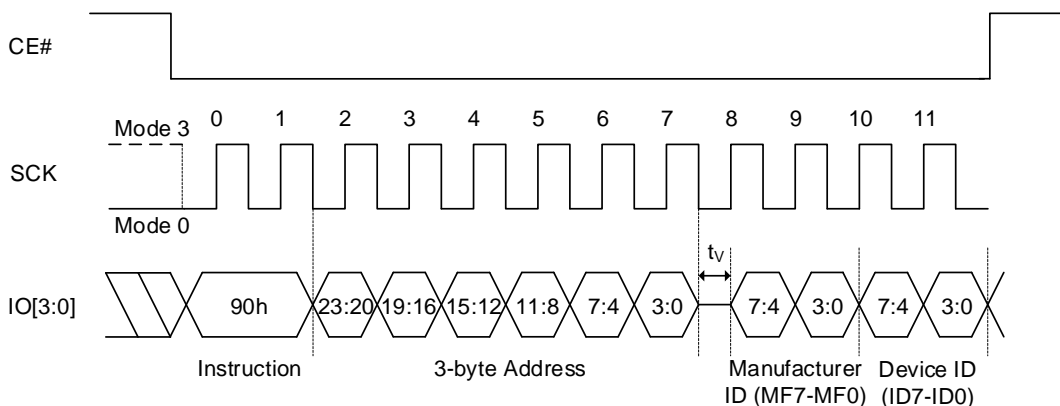 CE#
0 1 2 3 4 5 6 7 8 9 10 11
Mode 3
SCK
Mode 0
tV
IO[3:0]
90h 23:20 19:16 15:12 11:8 7:4 3:0 7:4 3:0 7:4 3:0
Instruction 3-byte Address Manufacturer Device ID
ID (MF7-MF0) (ID7-ID0)